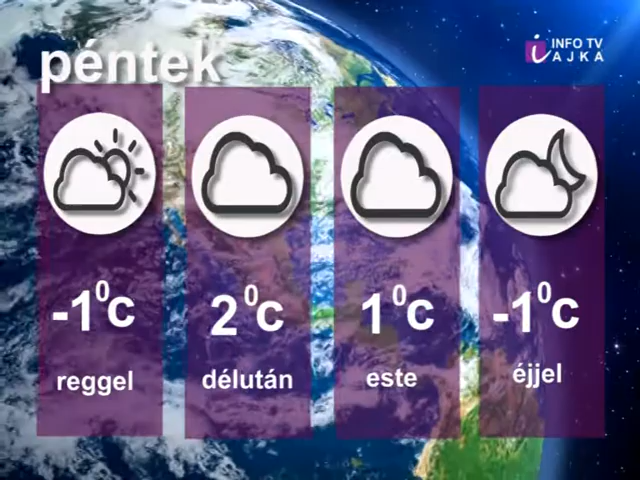 péntek
INFO TV
AJKA
-1⁰c
2⁰c
1⁰c
-1⁰c
reggel
délután
este
éjjel